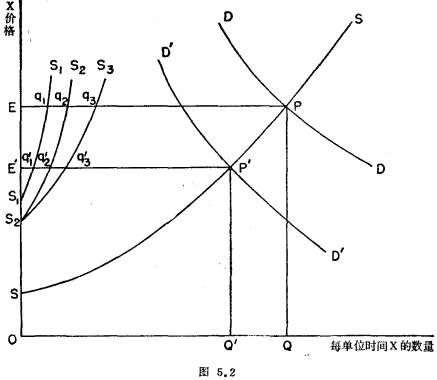 X
价格
D
S
D′
S₁ S₂ S₃
E q₁ q₂ q₃ P
E′ q′₁ q′₂ q′₃ P′ D
S₁
S₂
D′
S
O Q′ Q 每单位时间 X 的数量
图 5.2